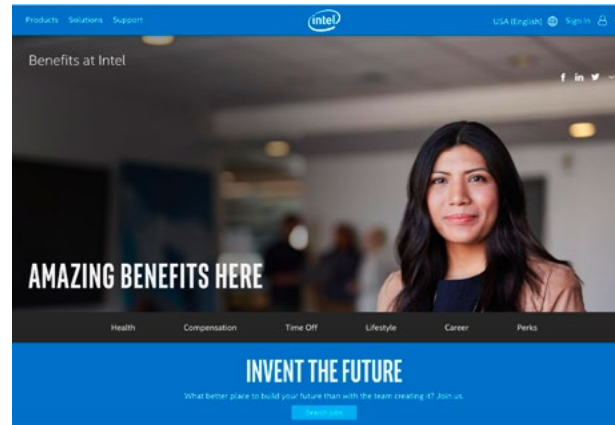 Products Solutions Support
intel
USA (English) Sign In
Benefits at Intel
f in
AMAZING BENEFITS HERE
Health Compensation Time Off Lifestyle Career Perks
INVENT THE FUTURE
What better place to build your future than with the team creating it? Join us.
Search Jobs